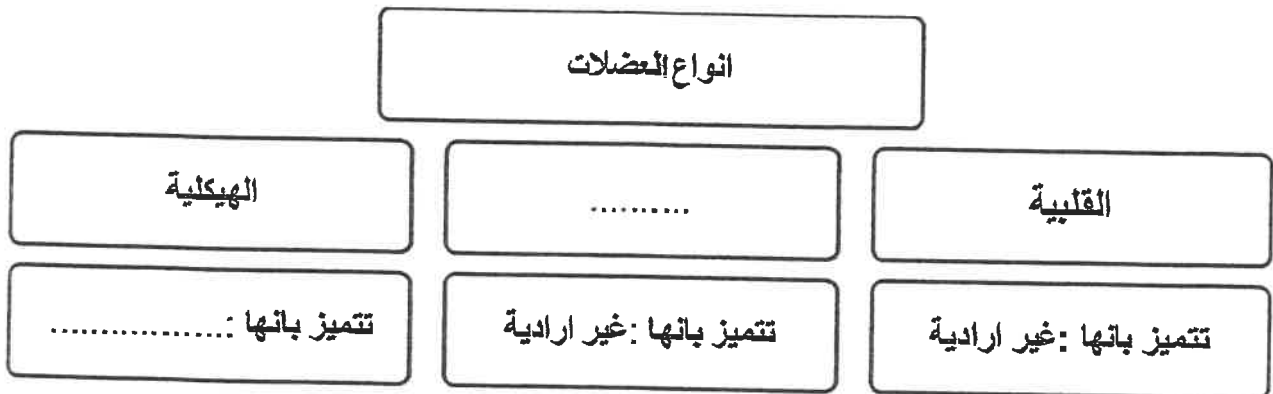 انواع العضلات
القلبية
..........
الهيكلية
تتميز بانها :غير ارادية
تتميز بانها :غير ارادية
تتميز بانها :..................